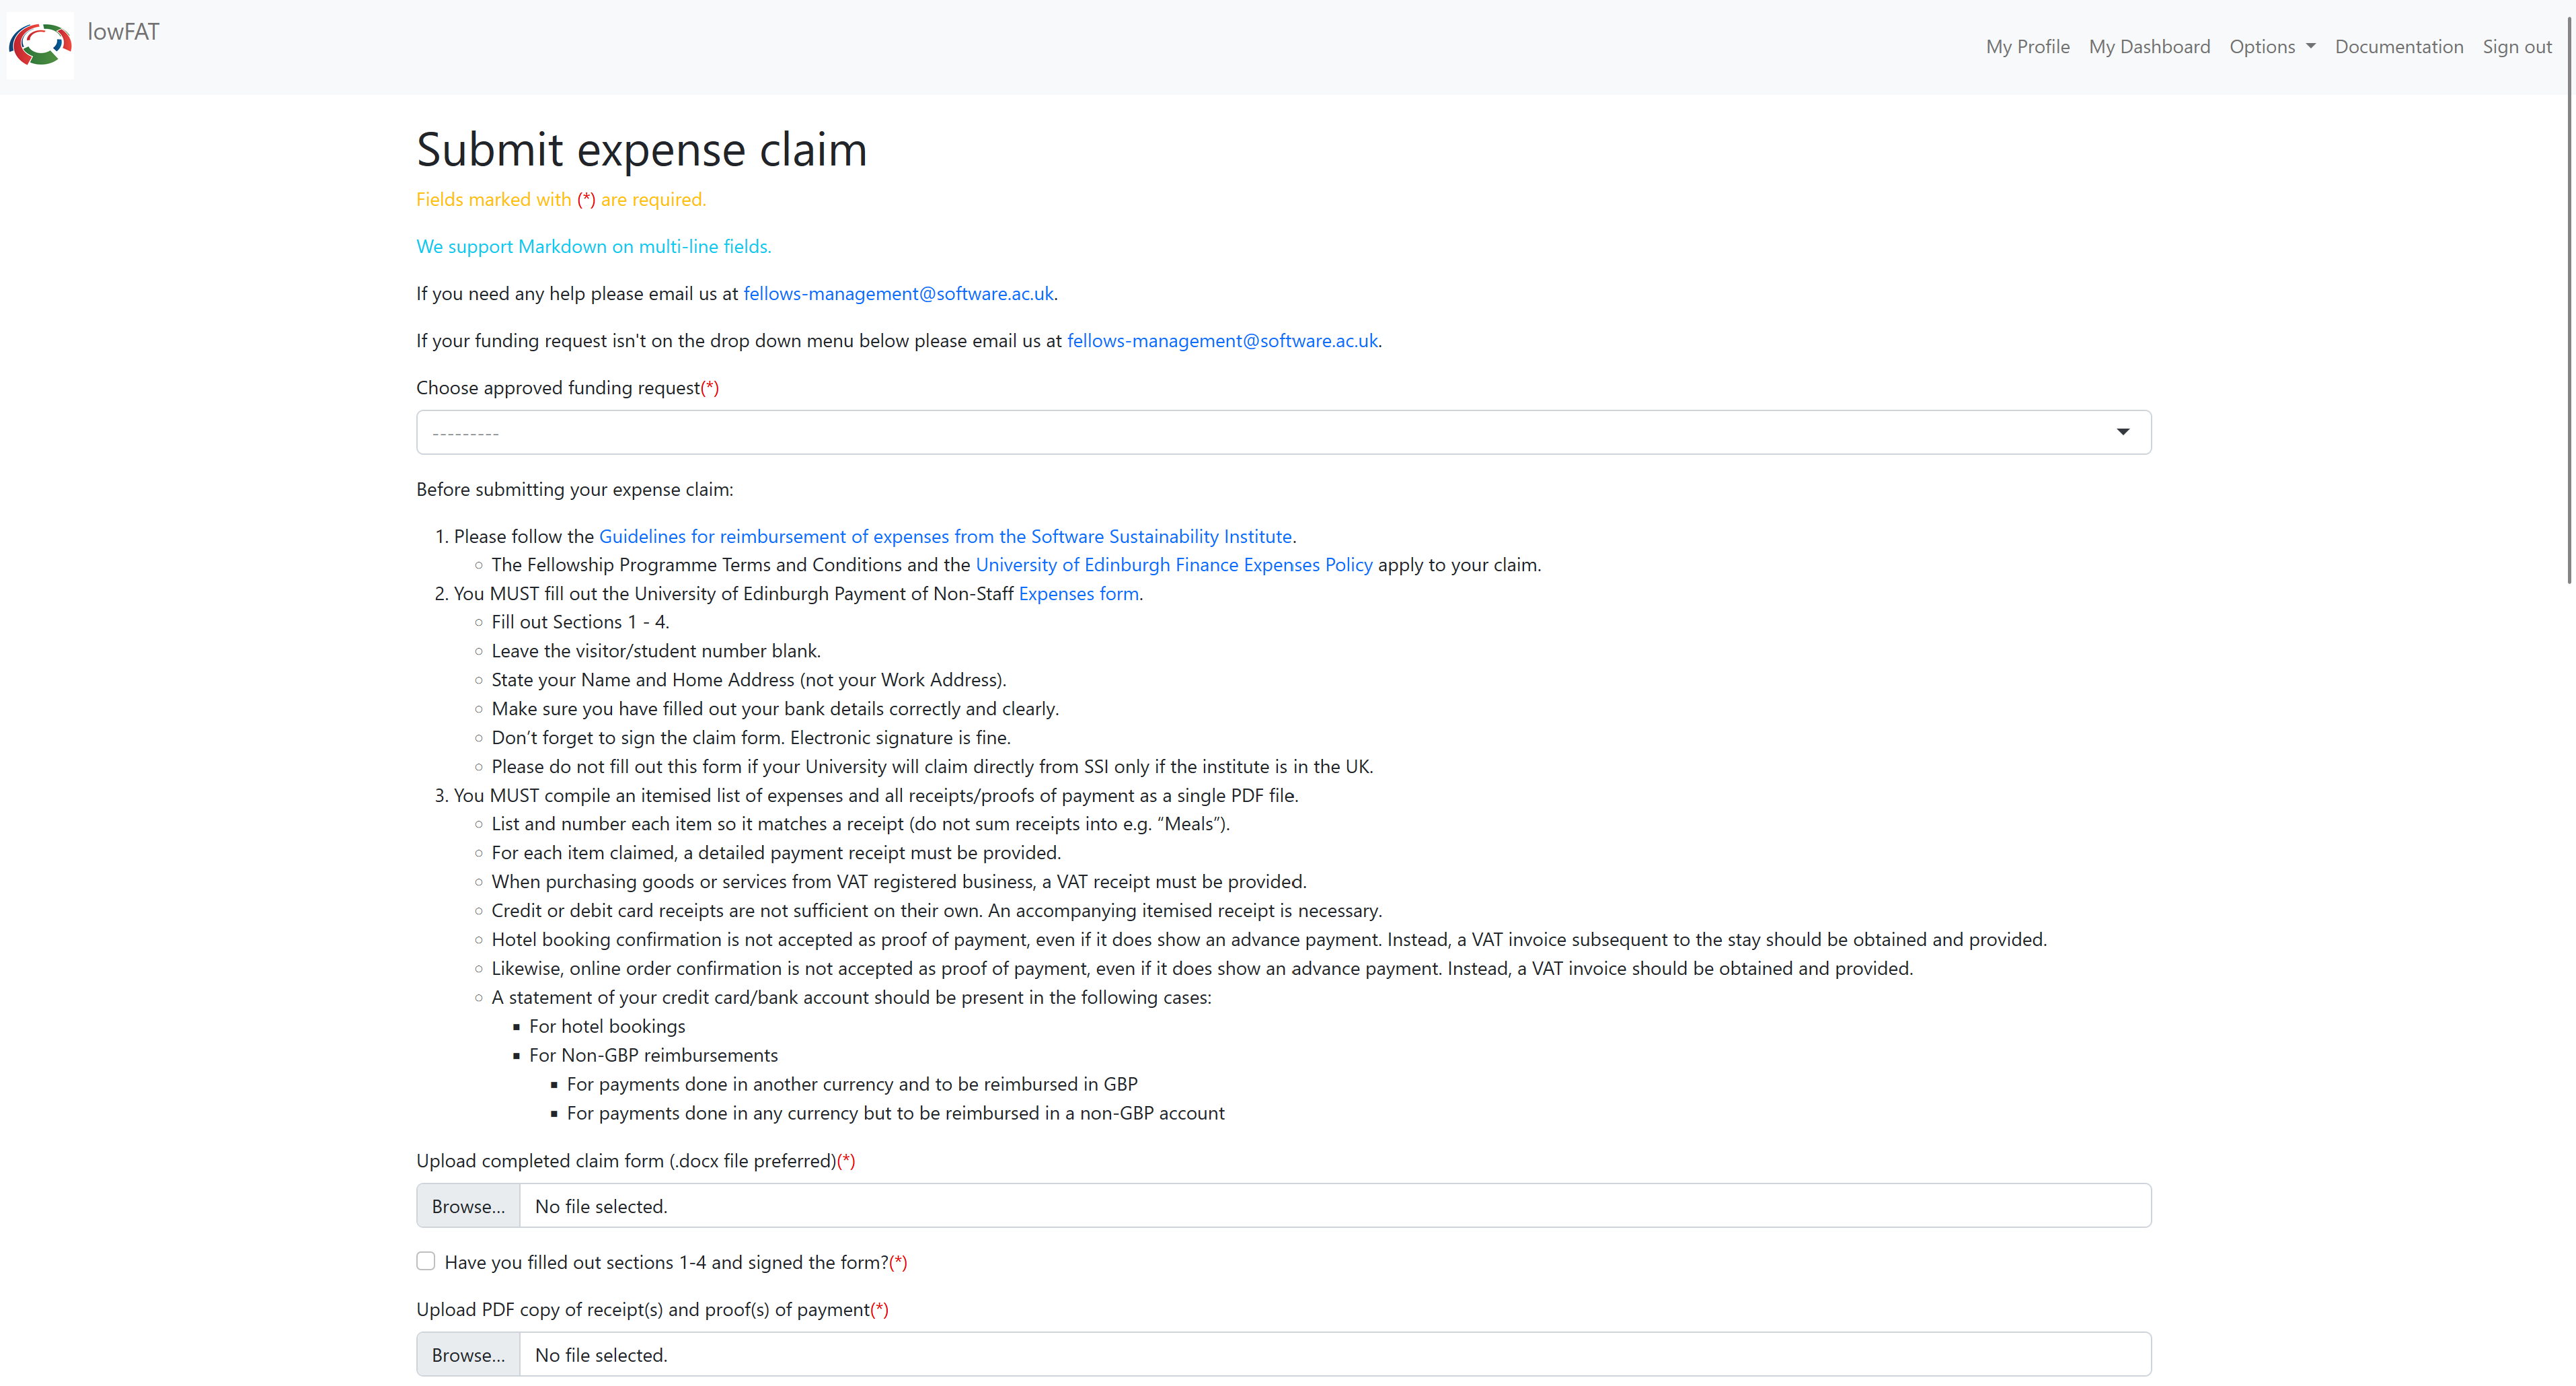 lowFAT
My Profile My Dashboard Options Documentation Sign out
Submit expense claim
Fields marked with (*) are required.
We support Markdown on multi-line fields.
If you need any help please email us at fellows-management@software.ac.uk.
If your funding request isn't on the drop down menu below please email us at fellows-management@software.ac.uk.
Choose approved funding request(*)
---------
Before submitting your expense claim:
1. Please follow the Guidelines for reimbursement of expenses from the Software Sustainability Institute.
The Fellowship Programme Terms and Conditions and the University of Edinburgh Finance Expenses Policy apply to your claim.
2. You MUST fill out the University of Edinburgh Payment of Non-Staff Expenses form.
Fill out Sections 1 - 4.
Leave the visitor/student number blank.
State your Name and Home Address (not your Work Address).
Make sure you have filled out your bank details correctly and clearly.
Don’t forget to sign the claim form. Electronic signature is fine.
Please do not fill out this form if your University will claim directly from SSI only if the institute is in the UK.
3. You MUST compile an itemised list of expenses and all receipts/proofs of payment as a single PDF file.
List and number each item so it matches a receipt (do not sum receipts into e.g. “Meals”).
For each item claimed, a detailed payment receipt must be provided.
When purchasing goods or services from VAT registered business, a VAT receipt must be provided.
Credit or debit card receipts are not sufficient on their own. An accompanying itemised receipt is necessary.
Hotel booking confirmation is not accepted as proof of payment, even if it does show an advance payment. Instead, a VAT invoice subsequent to the stay should be obtained and provided.
Likewise, online order confirmation is not accepted as proof of payment, even if it does show an advance payment. Instead, a VAT invoice should be obtained and provided.
A statement of your credit card/bank account should be present in the following cases:
For hotel bookings
For Non-GBP reimbursements
For payments done in another currency and to be reimbursed in GBP
For payments done in any currency but to be reimbursed in a non-GBP account
Upload completed claim form (.docx file preferred)(*)
Browse... No file selected.
Have you filled out sections 1-4 and signed the form?(*)
Upload PDF copy of receipt(s) and proof(s) of payment(*)
Browse... No file selected.